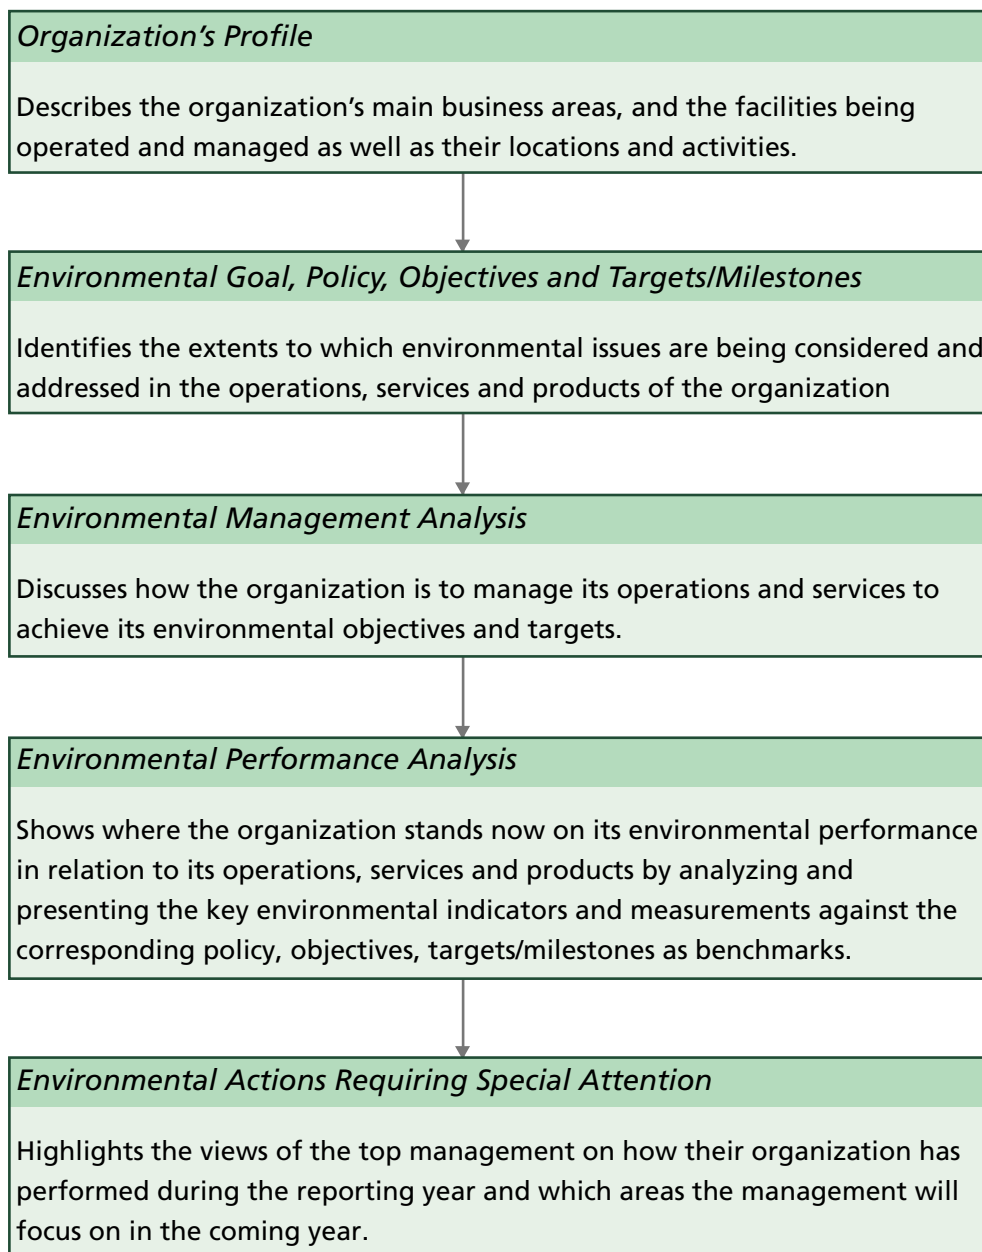 Organization’s Profile
Describes the organization’s main business areas, and the facilities being
operated and managed as well as their locations and activities.
Environmental Goal, Policy, Objectives and Targets/Milestones
Identifies the extents to which environmental issues are being considered and
addressed in the operations, services and products of the organization
Environmental Management Analysis
Discusses how the organization is to manage its operations and services to
achieve its environmental objectives and targets.
Environmental Performance Analysis
Shows where the organization stands now on its environmental performance
in relation to its operations, services and products by analyzing and
presenting the key environmental indicators and measurements against the
corresponding policy, objectives, targets/milestones as benchmarks.
Environmental Actions Requiring Special Attention
Highlights the views of the top management on how their organization has
performed during the reporting year and which areas the management will
focus on in the coming year.